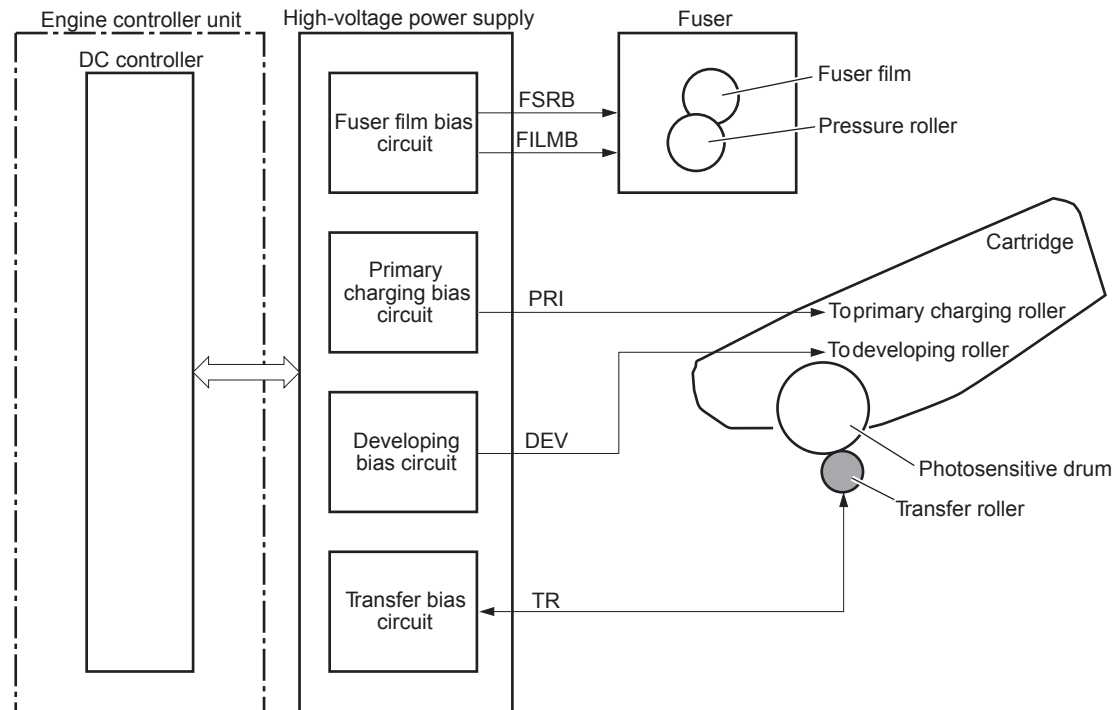 Engine controller unit
High-voltage power supply
Fuser
DC controller
Fuser film bias
circuit
FSRB
FILMB
Fuser film
Pressure roller
Primary
charging bias
circuit
PRI
Cartridge
To primary charging roller
To developing roller
Developing
bias circuit
DEV
Photosensitive drum
Transfer roller
Transfer bias
circuit
TR